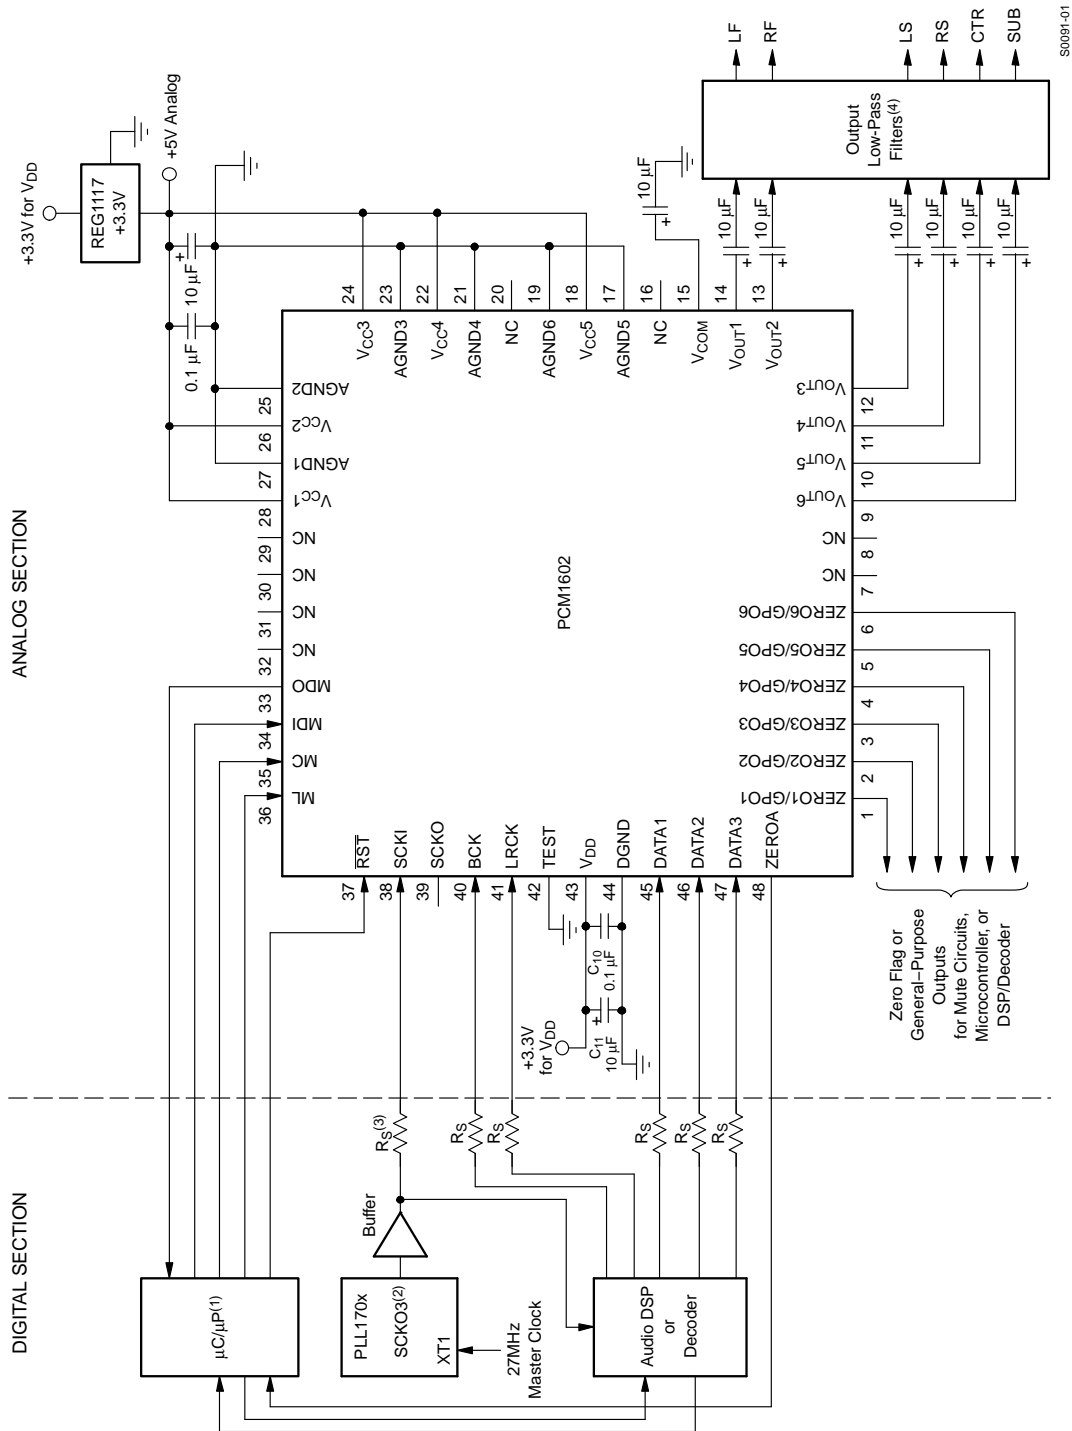 ANALOG SECTION
DIGITAL SECTION
+3.3V for VDD
REG1117
+3.3V
+5V Analog
0.1 µF
10 µF
+
24
23
22
21
20
19
18
17
16
15
14
13
VCC3
AGND3
VCC4
AGND4
NC
AGND6
VCC5
AGND5
NC
VCOM
VOUT1
VOUT2
10 µF
+
10 µF
+
10 µF
+
10 µF
+
10 µF
+
10 µF
+
10 µF
+
Output
Low-Pass
Filters(4)
LF
RF
LS
RS
CTR
SUB
AGND2
25
VCC2
26
AGND1
27
VCC1
28
NC
29
NC
30
NC
31
NC
32
MDO
33
MDI
34
MC
35
ML
36
PCM1602
VOUT3
12
VOUT4
11
VOUT5
10
VOUT6
9
NC
8
NC
7
ZERO6/GPO6
6
ZERO5/GPO5
5
ZERO4/GPO4
4
ZERO3/GPO3
3
ZERO2/GPO2
2
ZERO1/GPO1
1
RST
SCKI
SCKO
BCK
LRCK
TEST
VDD
DGND
DATA1
DATA2
DATA3
ZEROA
37
38
39
40
41
42
43
44
45
46
47
48
C10
0.1 µF
C11
10 µF
+
+3.3V
for VDD
Zero Flag or
General–Purpose
Outputs
for Mute Circuits,
Microcontroller, or
DSP/Decoder
RS(3)
RS
RS
RS
RS
RS
Buffer
µC/µP(1)
PLL170x
SCKO3(2)
XT1
27MHz
Master Clock
Audio DSP
or
Decoder
S0091-01